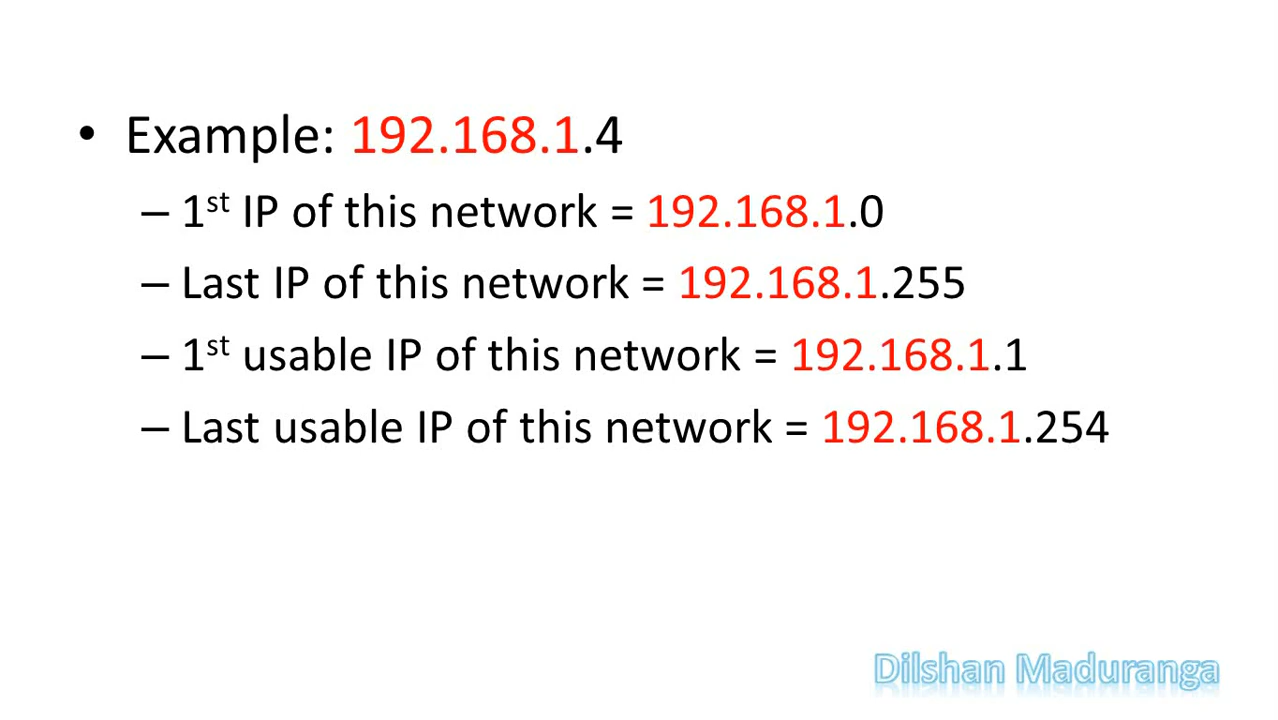 • Example: 192.168.1.4
– 1st IP of this network = 192.168.1.0
– Last IP of this network = 192.168.1.255
– 1st usable IP of this network = 192.168.1.1
– Last usable IP of this network = 192.168.1.254
Dilshan Maduranga